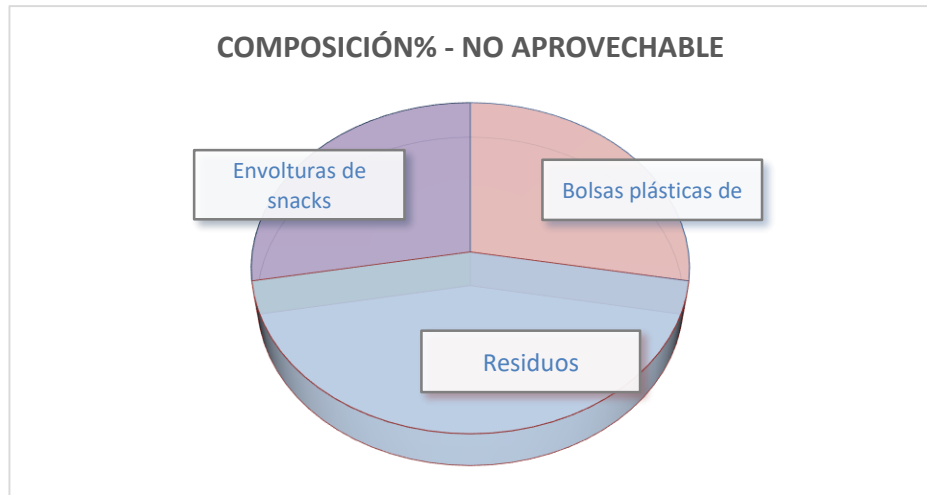 COMPOSICIÓN% - NO APROVECHABLE
Envolturas de
snacks
Bolsas plásticas de
Residuos